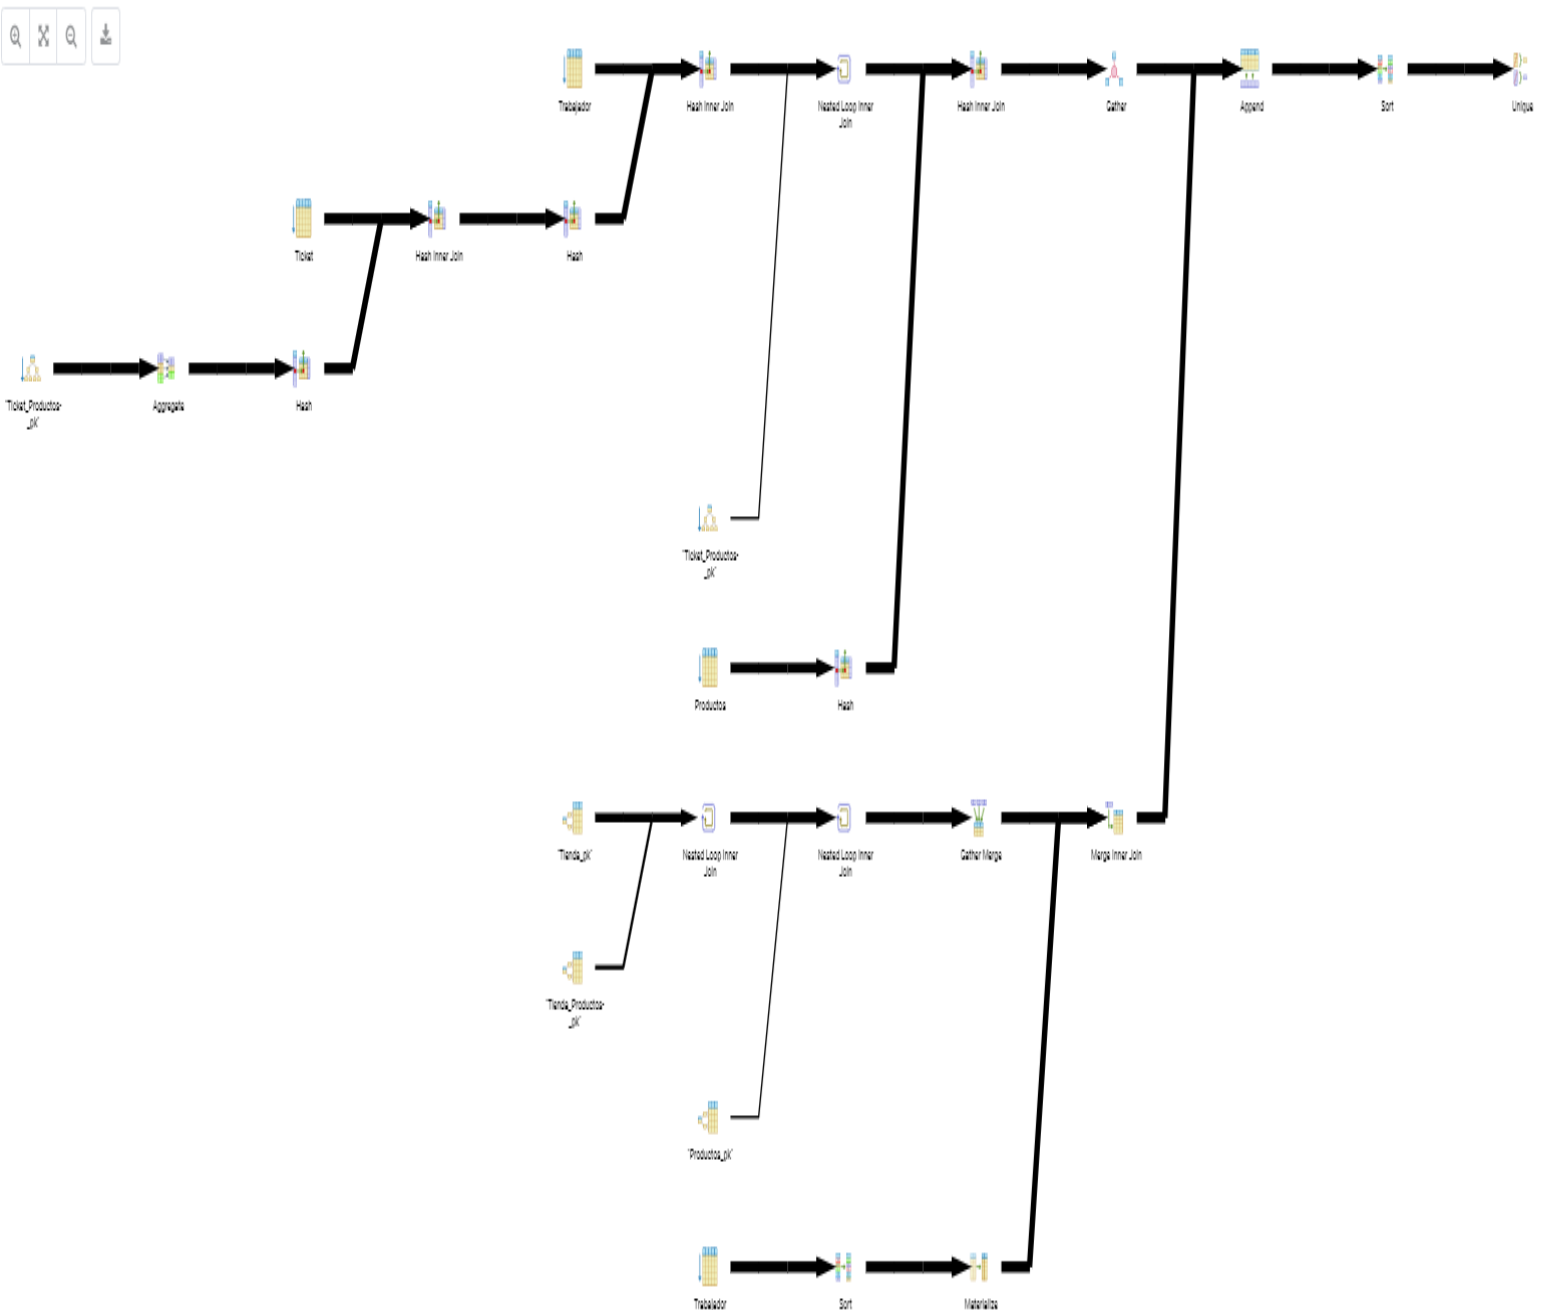 Trabajador
Hash Inner Join
Nested Loop Inner
Join
Hash Inner Join
Gather
Append
Sort
Unique
Ticket
Hash Inner Join
Hash
"Ticket_Productos-
_pk"
Aggregate
Hash
"Ticket_Productos-
_pk"
Productos
Hash
"Tienda_pk"
Nested Loop Inner
Join
Nested Loop Inner
Join
Gather Merge
Merge Inner Join
"Tienda_Productos-
_pk"
"Productos_pk"
Trabajador
Sort
Materialize